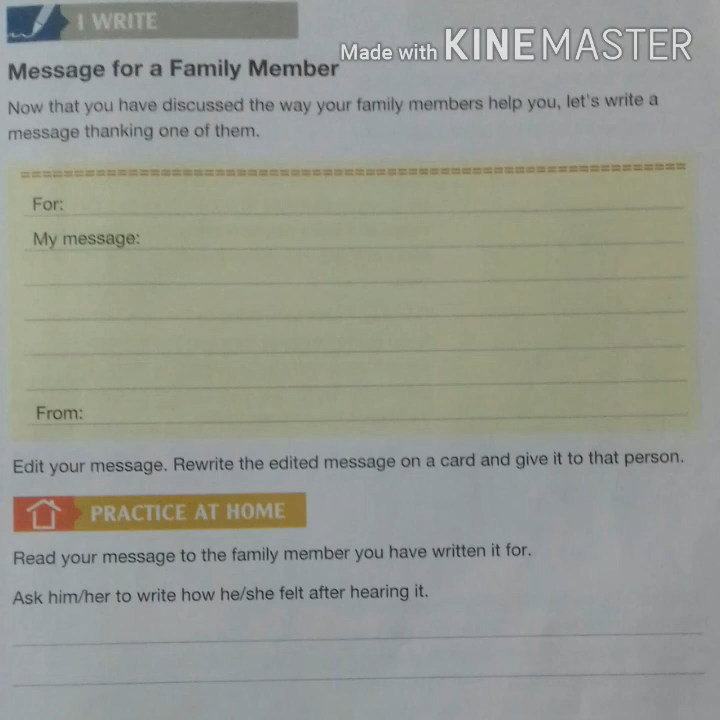 I WRITE
Made with KINEMASTER
Message for a Family Member
Now that you have discussed the way your family members help you, let's write a
message thanking one of them.
For:
My message:
From:
Edit your message. Rewrite the edited message on a card and give it to that person.
PRACTICE AT HOME
Read your message to the family member you have written it for.
Ask him/her to write how he/she felt after hearing it.